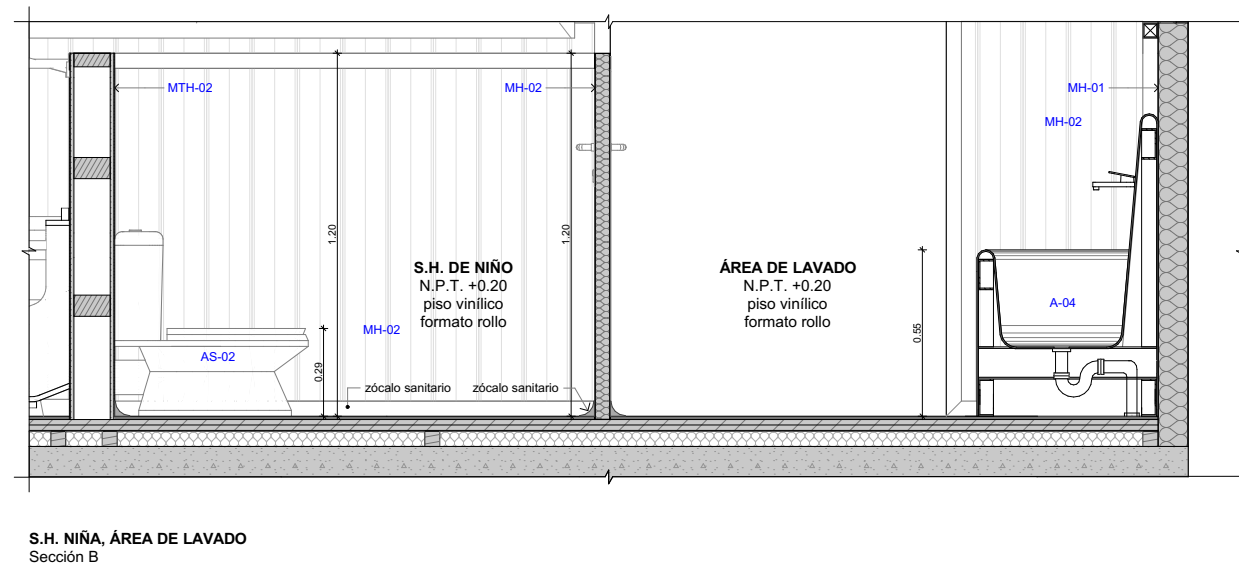 MTH-02
MH-02
MH-01
MH-02
1.20
1.20
S.H. DE NIÑO
N.P.T. +0.20
piso vinílico
formato rollo
ÁREA DE LAVADO
N.P.T. +0.20
piso vinílico
formato rollo
A-04
MH-02
AS-02
0.29
0.55
zócalo sanitario
zócalo sanitario
S.H. NIÑA, ÁREA DE LAVADO
Sección B